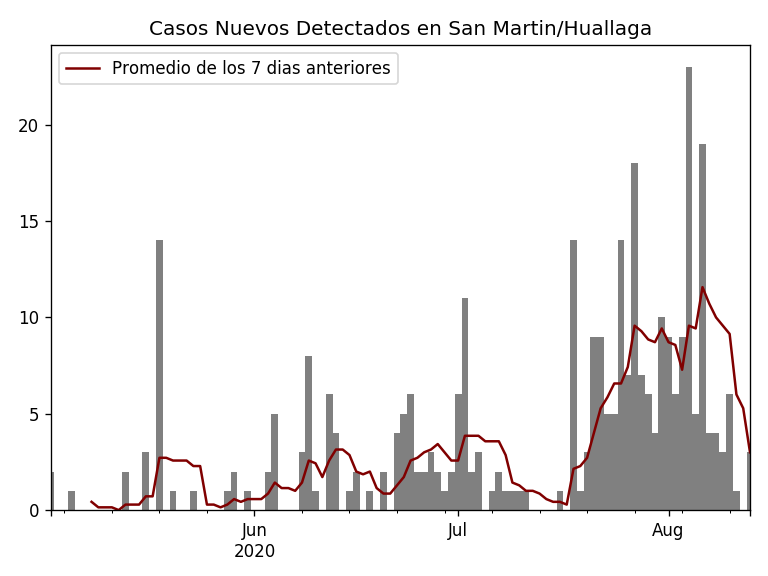 Casos Nuevos Detectados en San Martin/Huallaga
Promedio de los 7 dias anteriores
20
15
10
5
0
Jun
2020
Jul
Aug